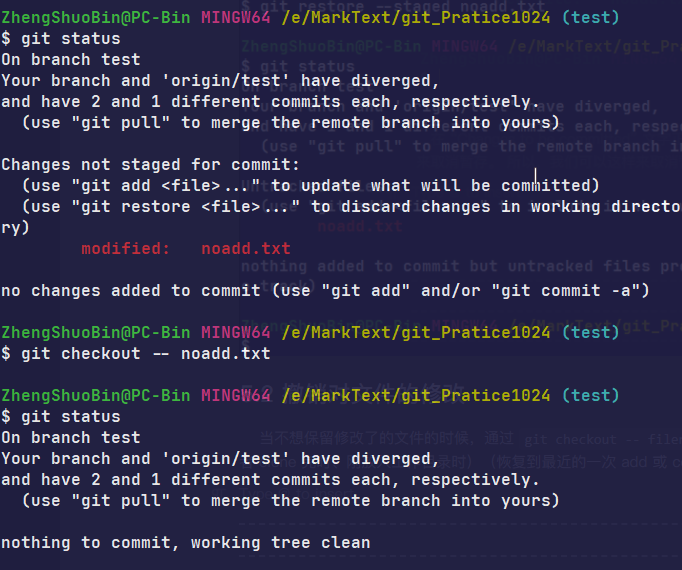 ZhengShuoBin@PC-Bin MINGW64 /e/MarkText/git_Pratice1024 (test)
$ git status
On branch test
Your branch and 'origin/test' have diverged,
and have 2 and 1 different commits each, respectively.
  (use "git pull" to merge the remote branch into yours)
Changes not staged for commit:
  (use "git add <file>..." to update what will be committed)
  (use "git restore <file>..." to discard changes in working directo
ry)
        modified:   noadd.txt
no changes added to commit (use "git add" and/or "git commit -a")
ZhengShuoBin@PC-Bin MINGW64 /e/MarkText/git_Pratice1024 (test)
$ git checkout -- noadd.txt
ZhengShuoBin@PC-Bin MINGW64 /e/MarkText/git_Pratice1024 (test)
$ git status
On branch test
Your branch and 'origin/test' have diverged,
and have 2 and 1 different commits each, respectively.
  (use "git pull" to merge the remote branch into yours)
nothing to commit, working tree clean